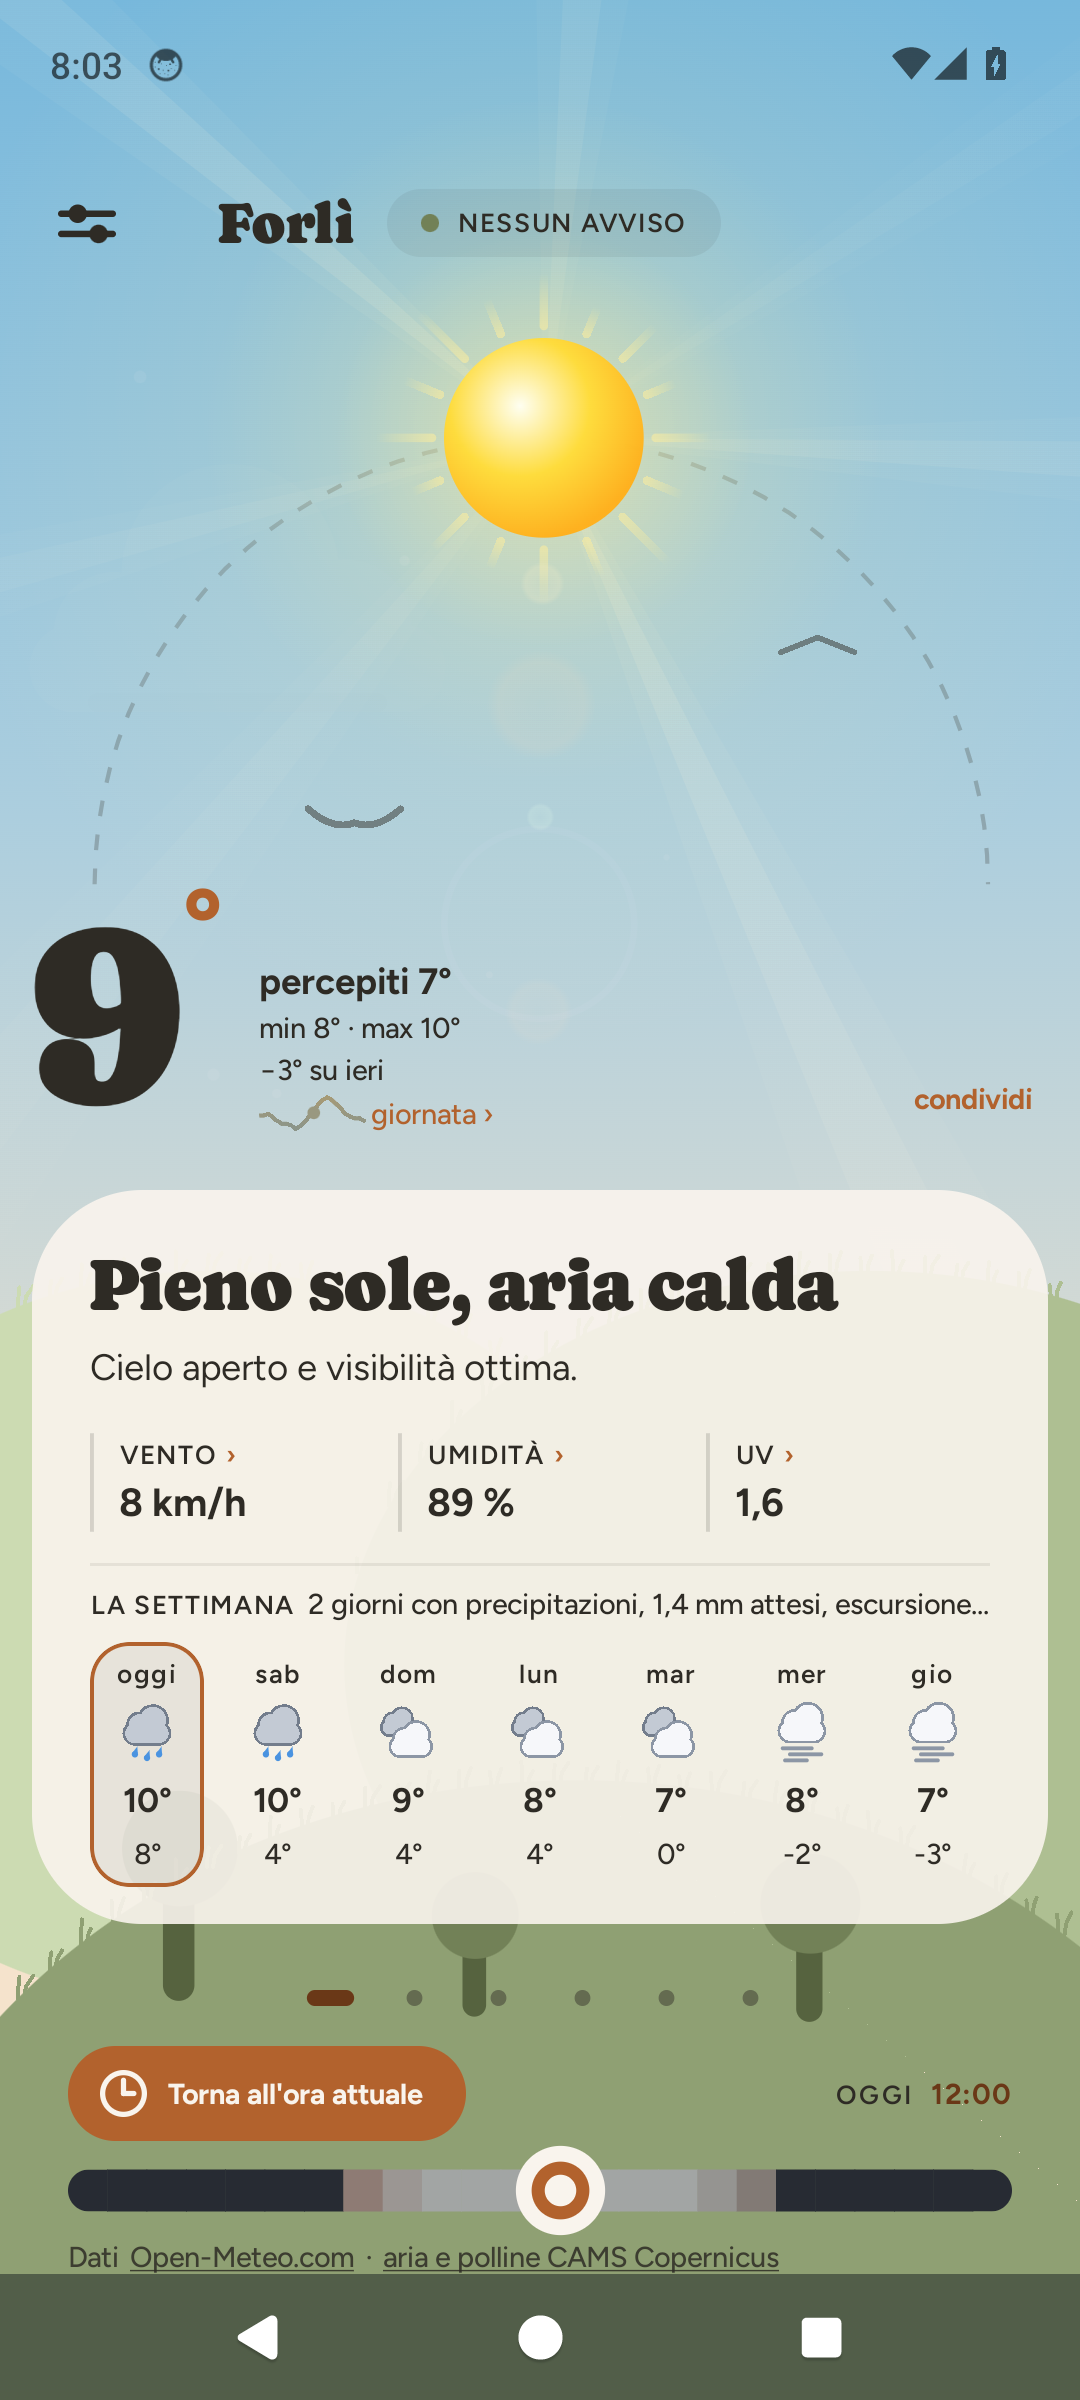 8:03
Forlì
NESSUN AVVISO
9°
percepiti 7°
min 8° · max 10°
−3° su ieri
giornata ›
condividi
Pieno sole, aria calda
Cielo aperto e visibilità ottima.
VENTO › UMIDITÀ › UV ›
8 km/h 89 % 1,6
LA SETTIMANA 2 giorni con precipitazioni, 1,4 mm attesi, escursione…
oggi sab dom lun mar mer gio
10° 10° 9° 8° 7° 8° 7°
8° 4° 4° 4° 0° -2° -3°
Torna all'ora attuale
OGGI 12:00
Dati Open-Meteo.com · aria e polline CAMS Copernicus